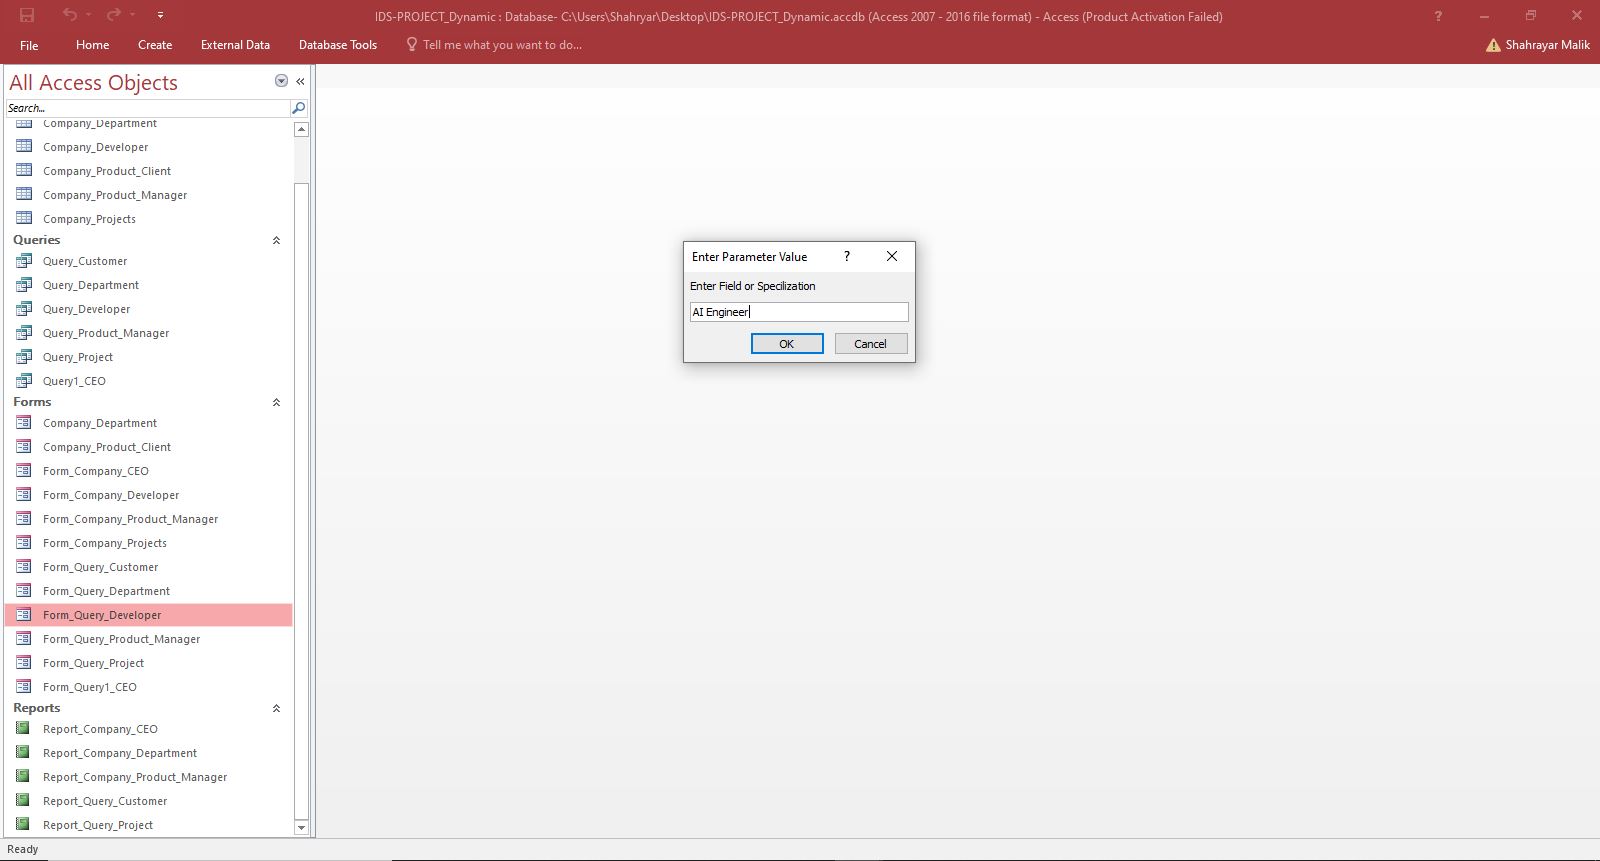 IDS-PROJECT_Dynamic : Database- C:\Users\Shahryar\Desktop\IDS-PROJECT_Dynamic.accdb (Access 2007 - 2016 file format) - Access (Product Activation Failed)
?
File Home Create External Data Database Tools Tell me what you want to do... Shahrayar Malik
All Access Objects
Search...
Company_Department
Company_Developer
Company_Product_Client
Company_Product_Manager
Company_Projects
Queries
Query_Customer
Query_Department
Query_Developer
Query_Product_Manager
Query_Project
Query1_CEO
Forms
Company_Department
Company_Product_Client
Form_Company_CEO
Form_Company_Developer
Form_Company_Product_Manager
Form_Company_Projects
Form_Query_Customer
Form_Query_Department
Form_Query_Developer
Form_Query_Product_Manager
Form_Query_Project
Form_Query1_CEO
Reports
Report_Company_CEO
Report_Company_Department
Report_Company_Product_Manager
Report_Query_Customer
Report_Query_Project
Enter Parameter Value ?
Enter Field or Specilization
AI Engineer
OK Cancel
Ready